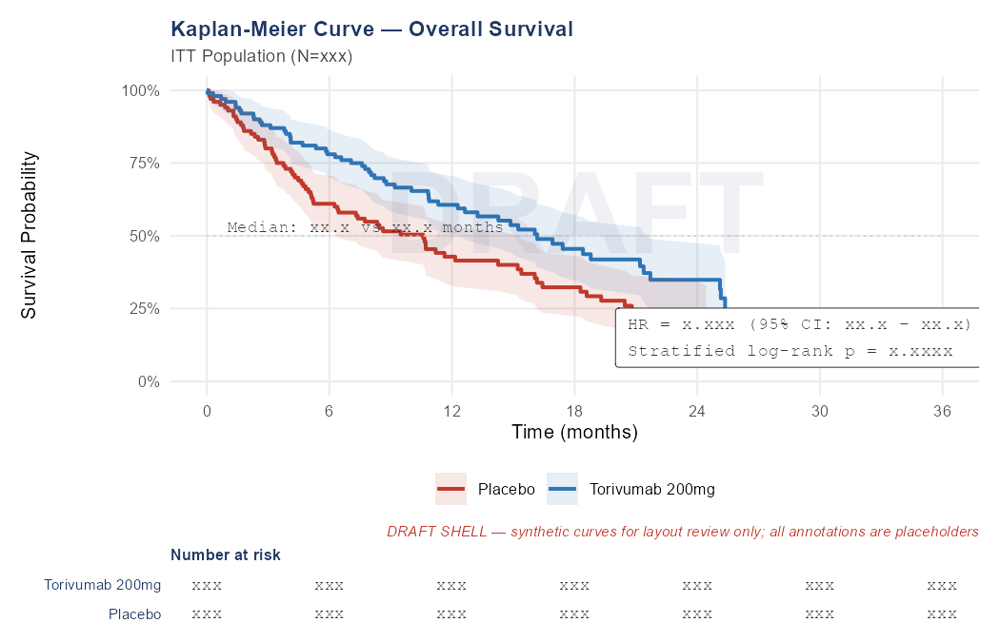 Kaplan-Meier Curve — Overall Survival
ITT Population (N=xxx)
DRAFT
Survival Probability
100%
75%
50%
25%
0%
Median: xx.x vs xx.x months
HR = x.xxx (95% CI: xx.x – xx.x)
Stratified log-rank p = x.xxxx
0 6 12 18 24 30 36
Time (months)
Placebo Torivumab 200mg
DRAFT SHELL — synthetic curves for layout review only; all annotations are placeholders
Number at risk
Torivumab 200mg xxx xxx xxx xxx xxx xxx xxx
Placebo xxx xxx xxx xxx xxx xxx xxx